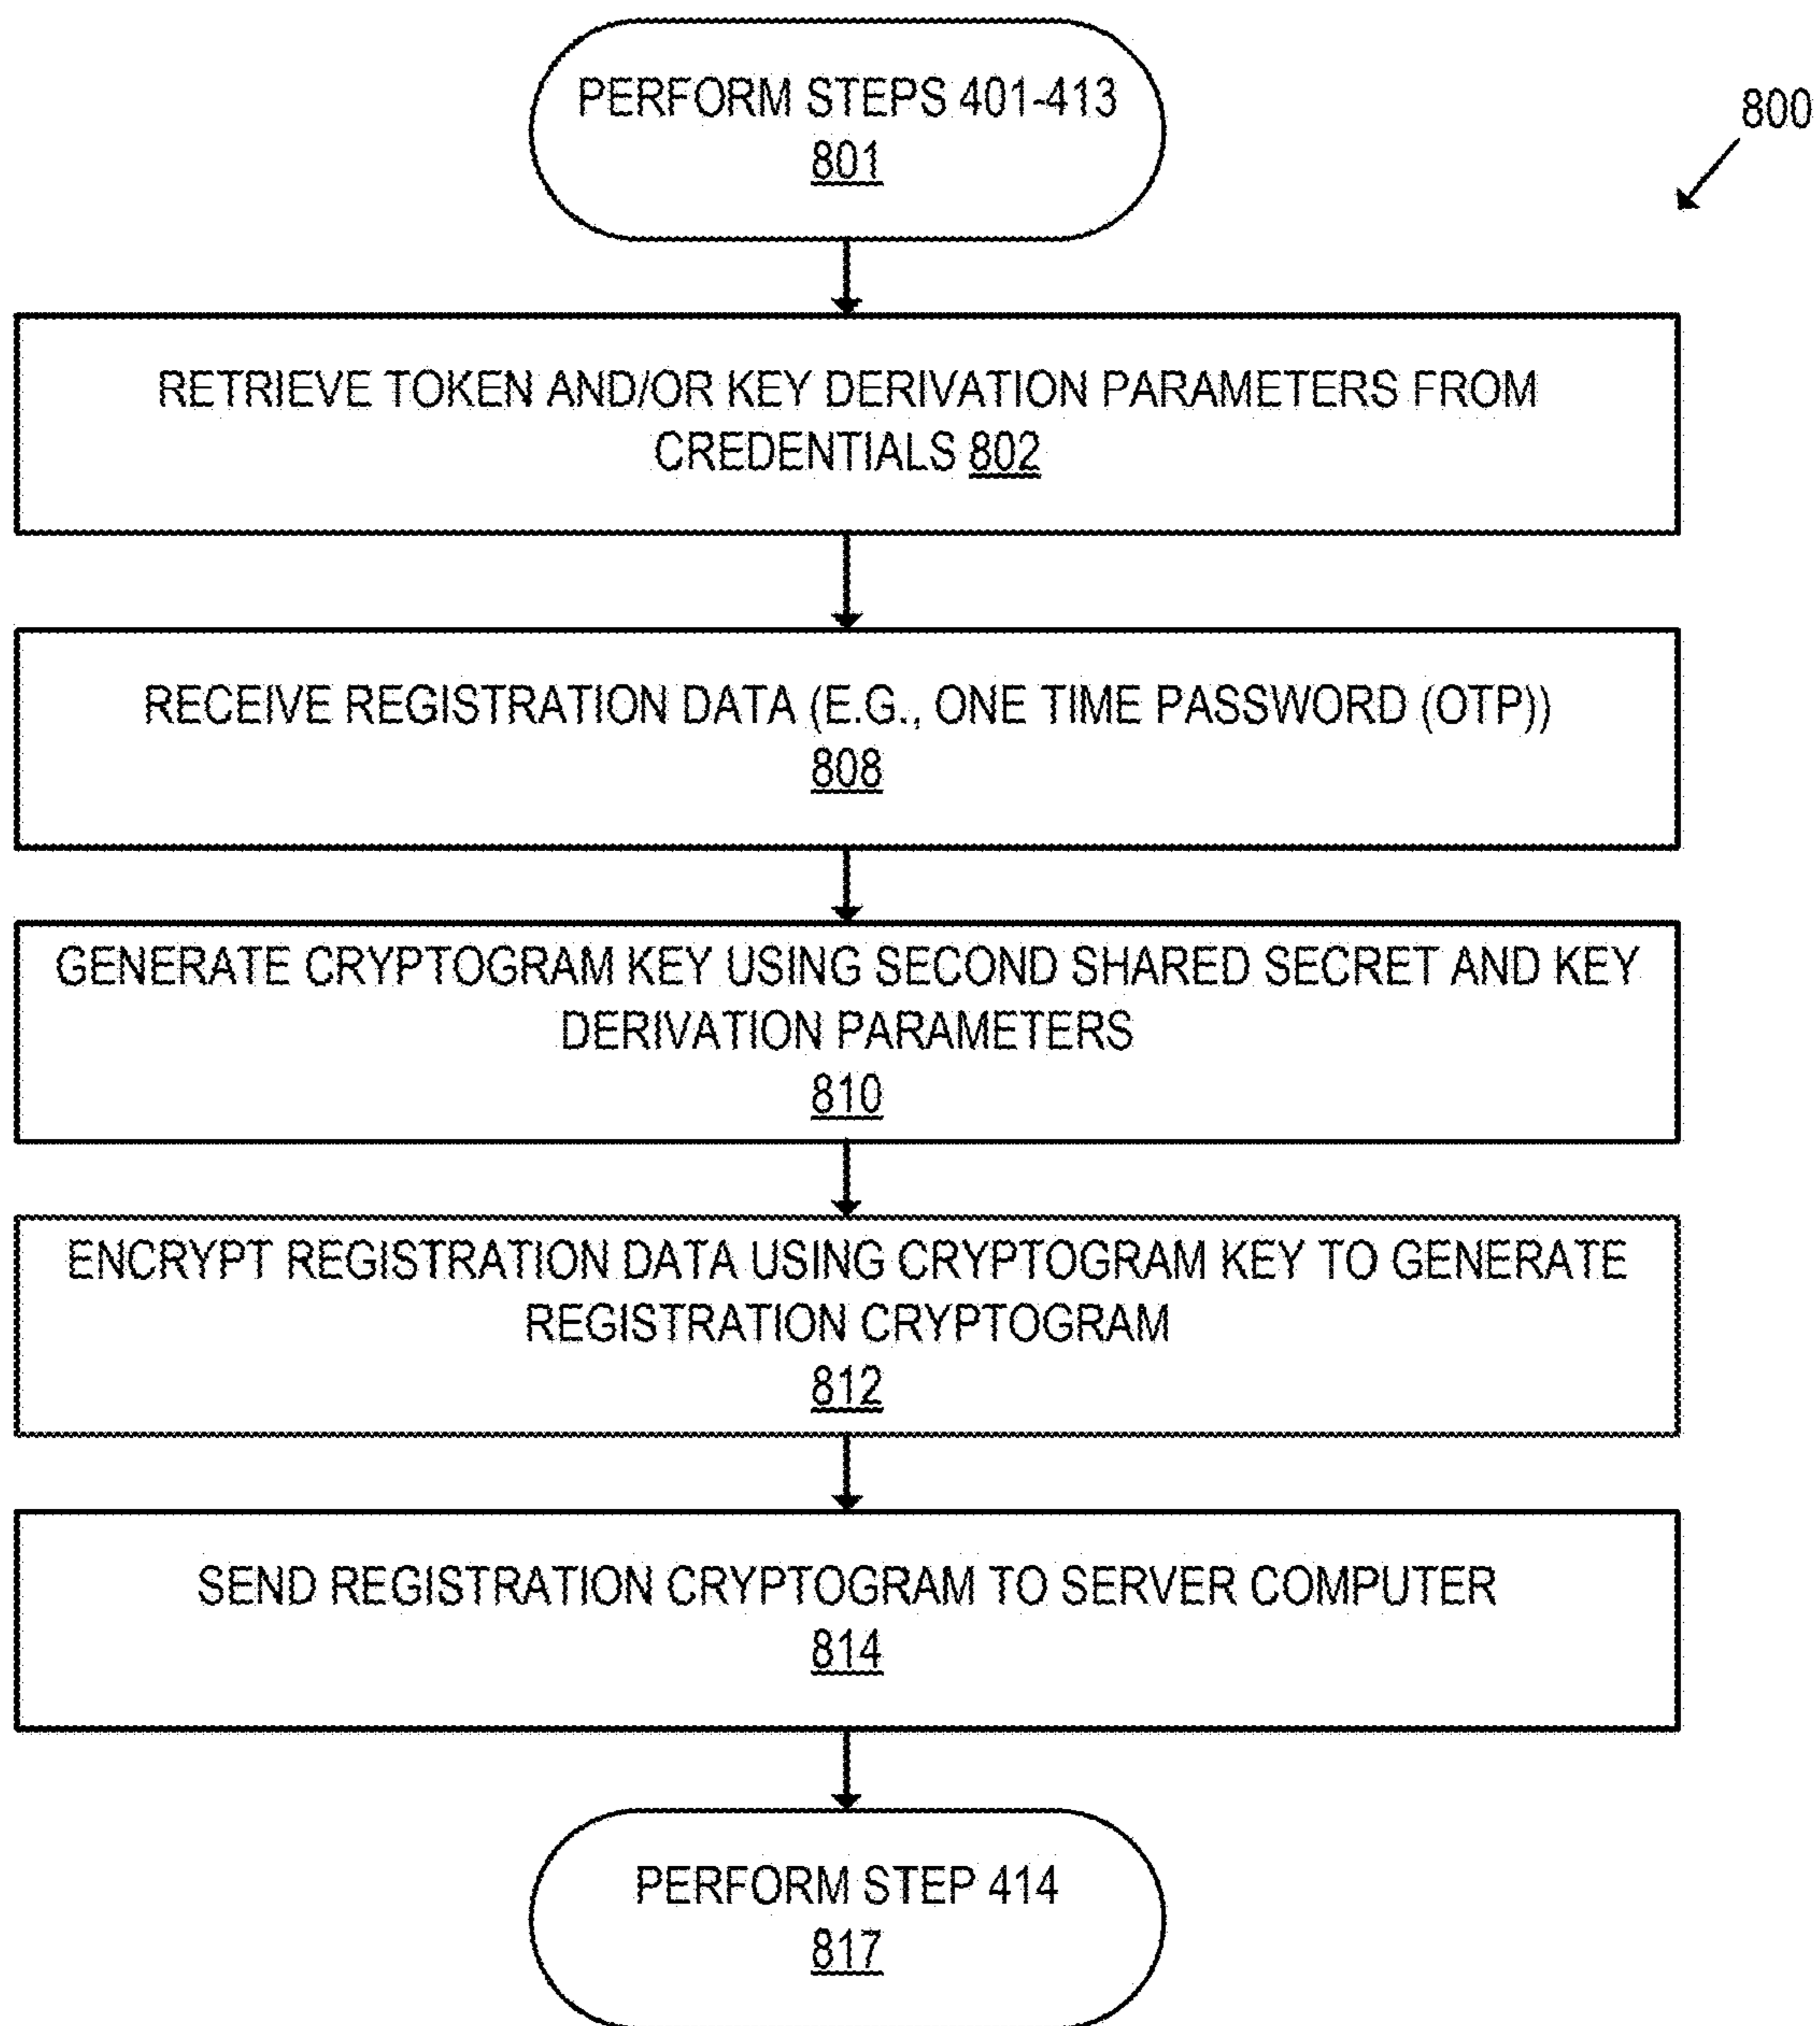 PERFORM STEPS 401-413
801
800
RETRIEVE TOKEN AND/OR KEY DERIVATION PARAMETERS FROM
CREDENTIALS 802
RECEIVE REGISTRATION DATA (E.G., ONE TIME PASSWORD (OTP))
808
GENERATE CRYPTOGRAM KEY USING SECOND SHARED SECRET AND KEY
DERIVATION PARAMETERS
810
ENCRYPT REGISTRATION DATA USING CRYPTOGRAM KEY TO GENERATE
REGISTRATION CRYPTOGRAM
812
SEND REGISTRATION CRYPTOGRAM TO SERVER COMPUTER
814
PERFORM STEP 414
817